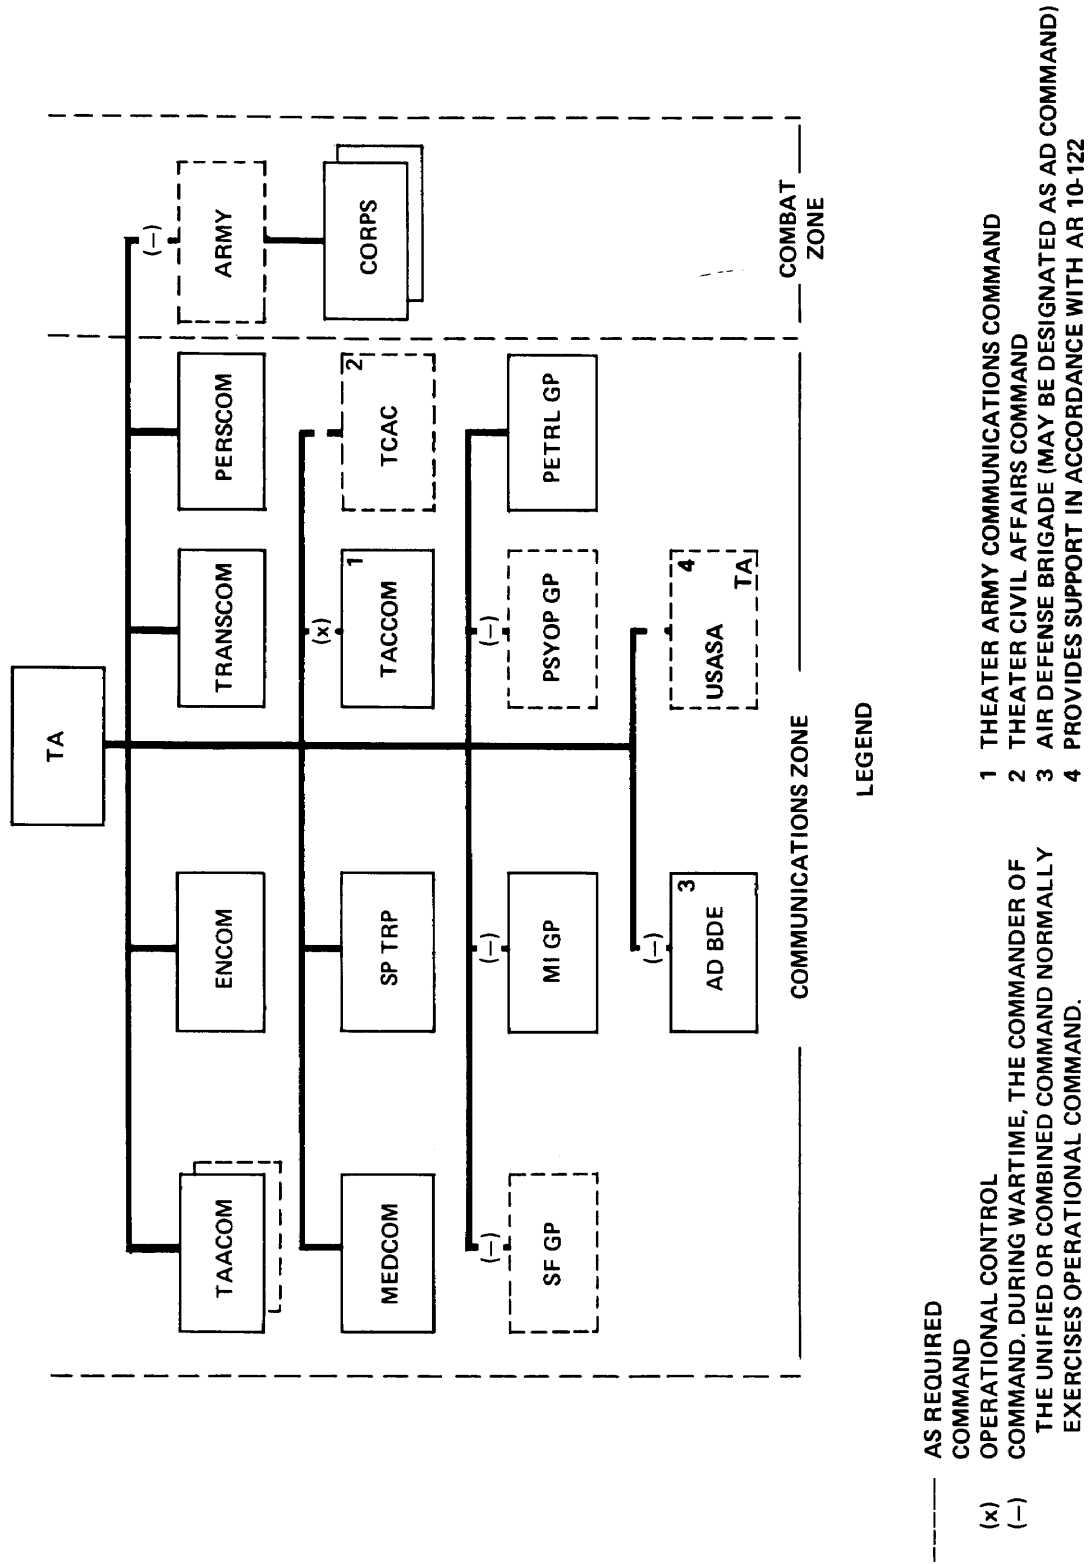 TA
TAACOM
ENCOM
TRANSCOM
PERSCOM
(–)
ARMY
MEDCOM
SP TRP
(x)
TACCOM
1
TCAC
2
CORPS
(–)
SF GP
(–)
MI GP
(–)
PSYOP GP
PETRL GP
(–)
AD BDE
3
USASA
4
TA
COMMUNICATIONS ZONE
COMBAT
ZONE
LEGEND
AS REQUIRED
COMMAND
(x) OPERATIONAL CONTROL
(–) COMMAND. DURING WARTIME, THE COMMANDER OF
THE UNIFIED OR COMBINED COMMAND NORMALLY
EXERCISES OPERATIONAL COMMAND.
1 THEATER ARMY COMMUNICATIONS COMMAND
2 THEATER CIVIL AFFAIRS COMMAND
3 AIR DEFENSE BRIGADE (MAY BE DESIGNATED AS AD COMMAND)
4 PROVIDES SUPPORT IN ACCORDANCE WITH AR 10-122